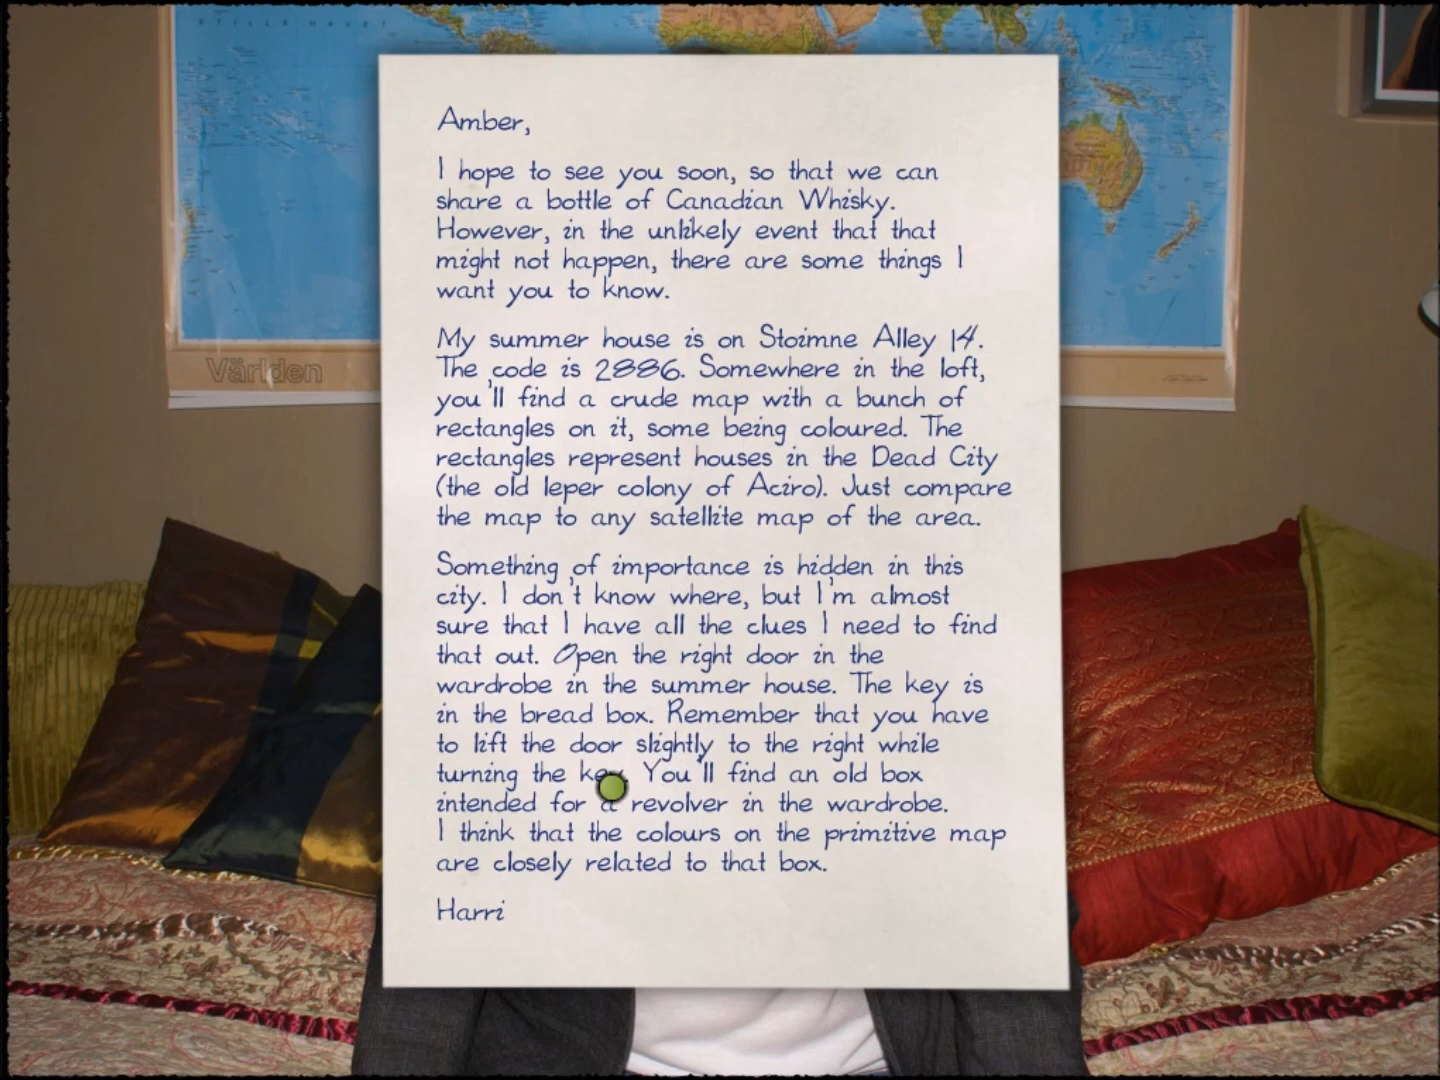 STILLA HAVET
Världen
Amber,
I hope to see you soon, so that we can
share a bottle of Canadian Whisky.
However, in the unlikely event that that
might not happen, there are some things I
want you to know.
My summer house is on Stoimne Alley 14.
The code is 2886. Somewhere in the loft,
you'll find a crude map with a bunch of
rectangles on it, some being coloured. The
rectangles represent houses in the Dead City
(the old leper colony of Aciro). Just compare
the map to any satellite map of the area.
Something of importance is hidden in this
city. I don't know where, but I'm almost
sure that I have all the clues I need to find
that out. Open the right door in the
wardrobe in the summer house. The key is
in the bread box. Remember that you have
to lift the door slightly to the right while
turning the key. You'll find an old box
intended for a revolver in the wardrobe.
I think that the colours on the primitive map
are closely related to that box.
Harri